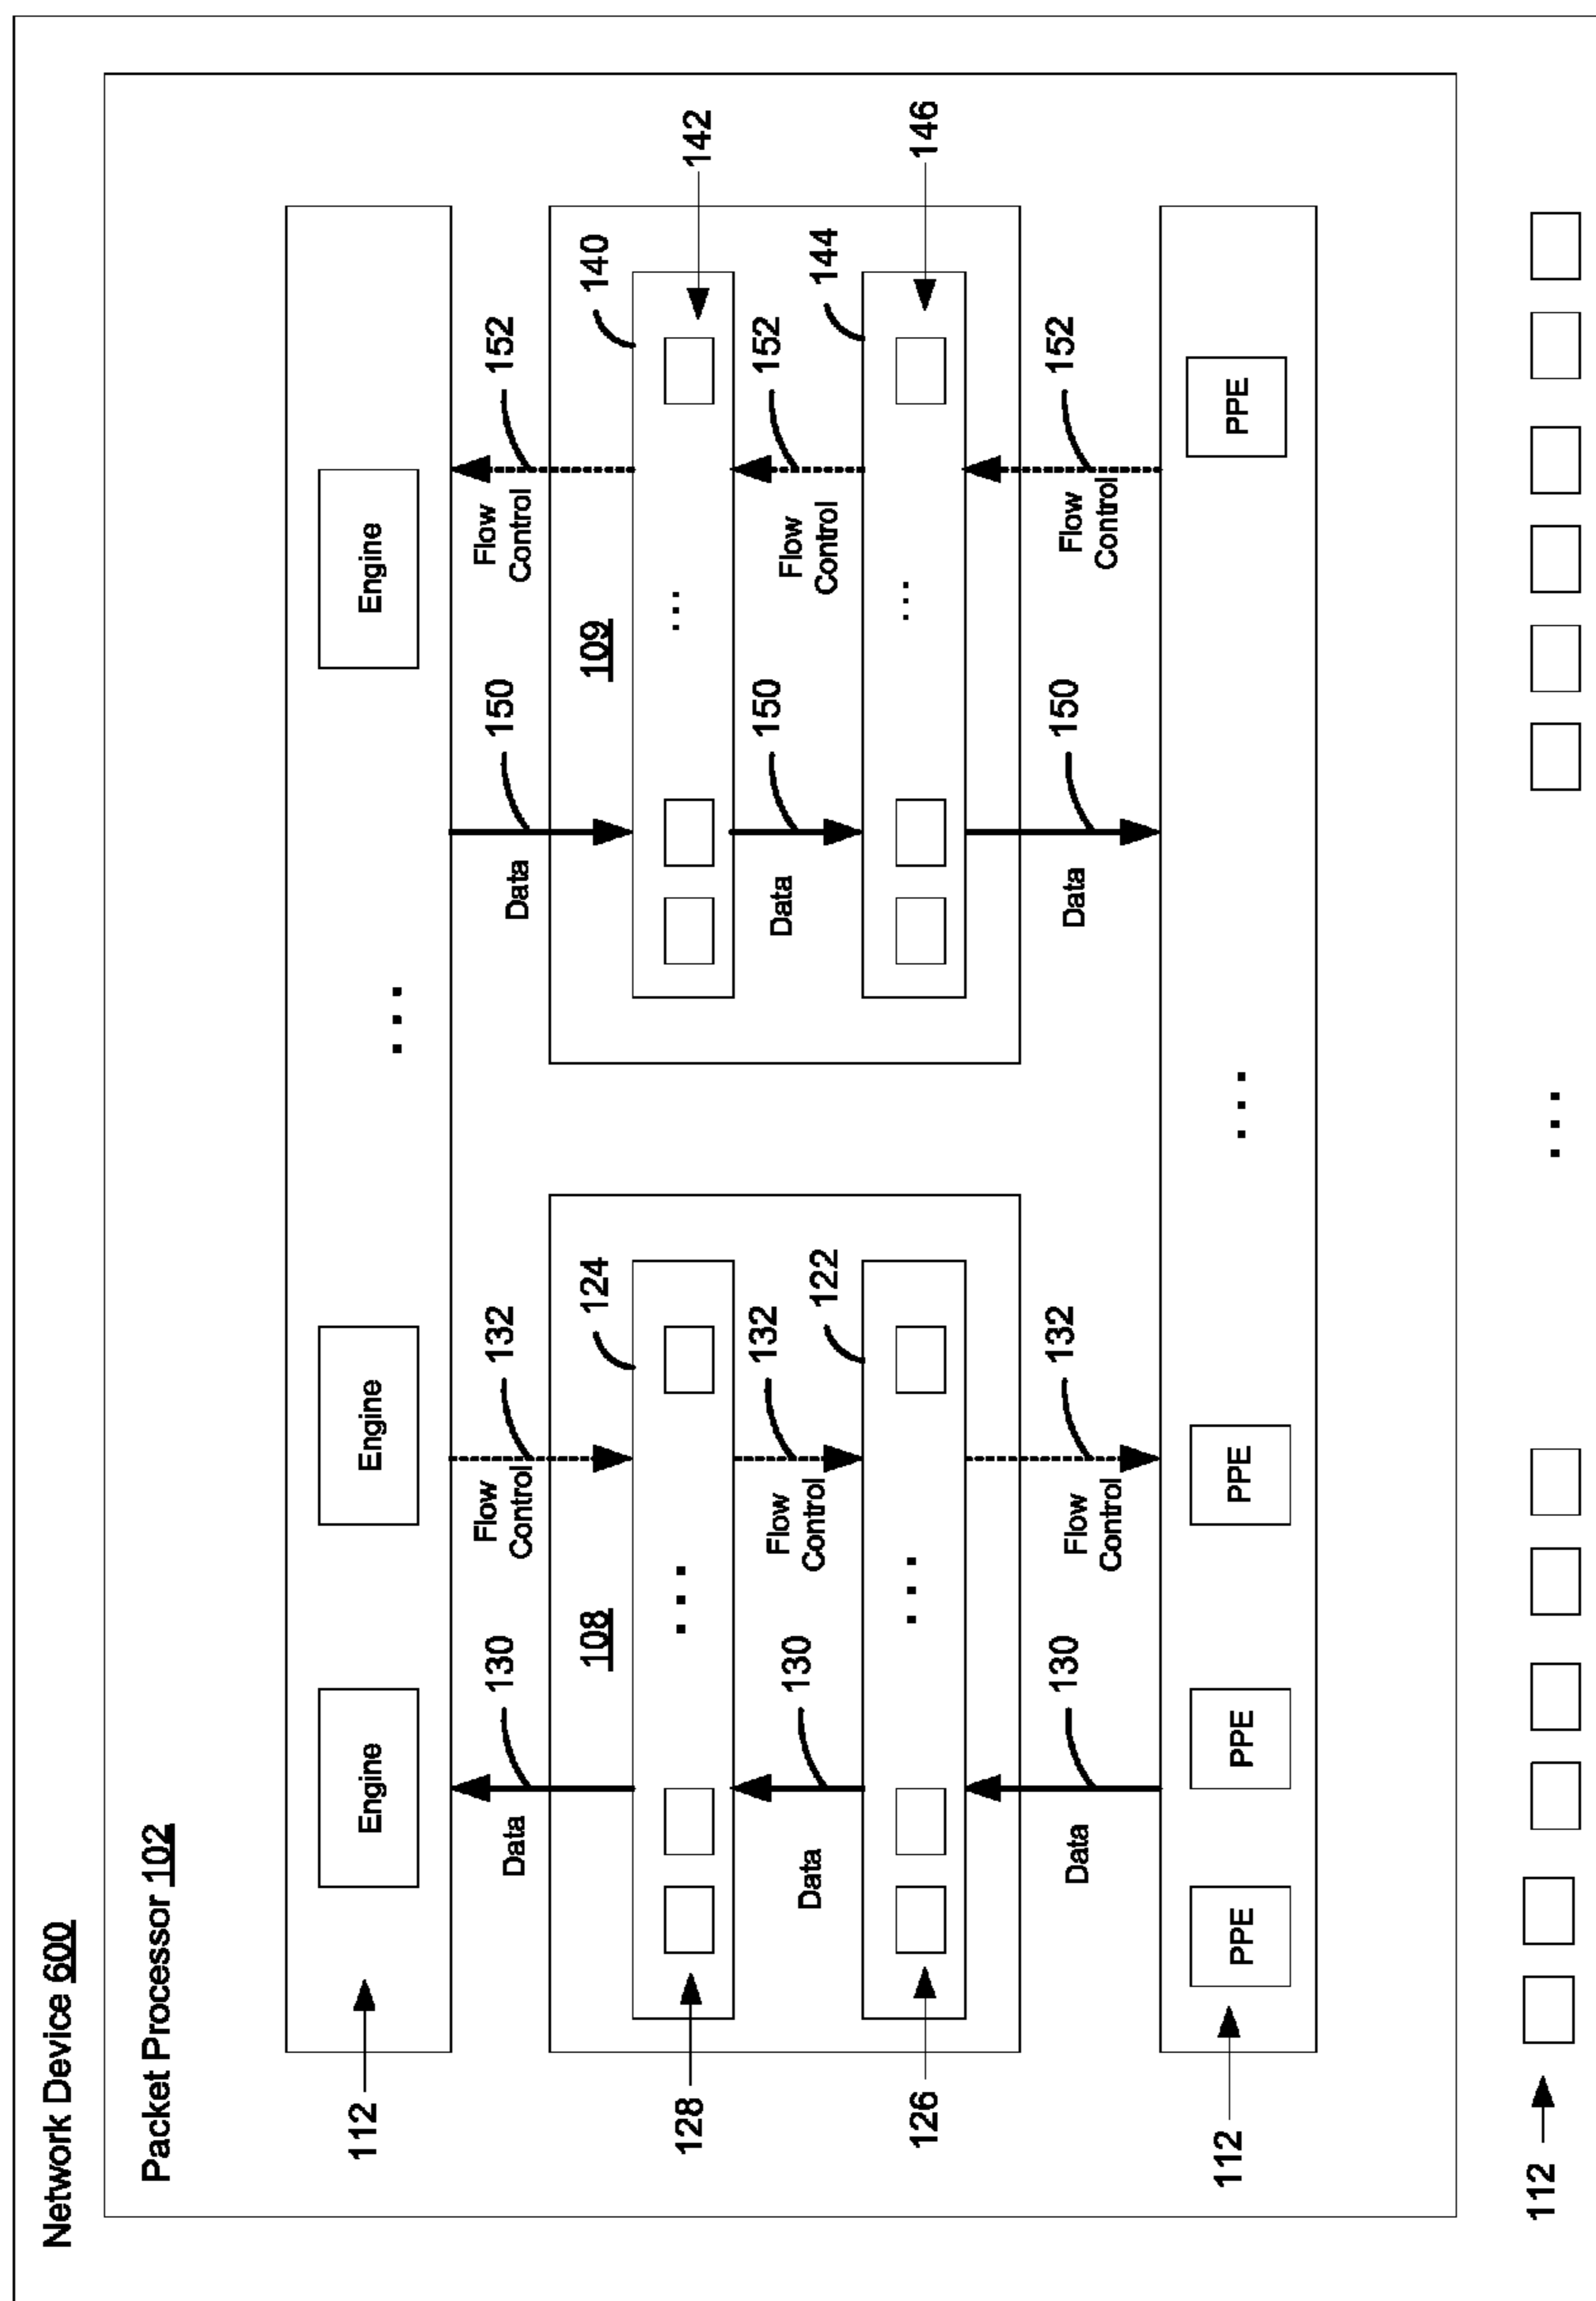 Network Device 600
Packet Processor 102
112
Engine
Engine
...
Engine
Data
130
Flow
Control
132
Data
150
Flow
Control
152
108
124
109
140
128
...
...
142
Data
130
Flow
Control
132
122
Data
150
Flow
Control
152
144
126
...
...
146
Data
130
Flow
Control
132
Data
150
Flow
Control
152
112
PPE
PPE
PPE
...
PPE
112
...